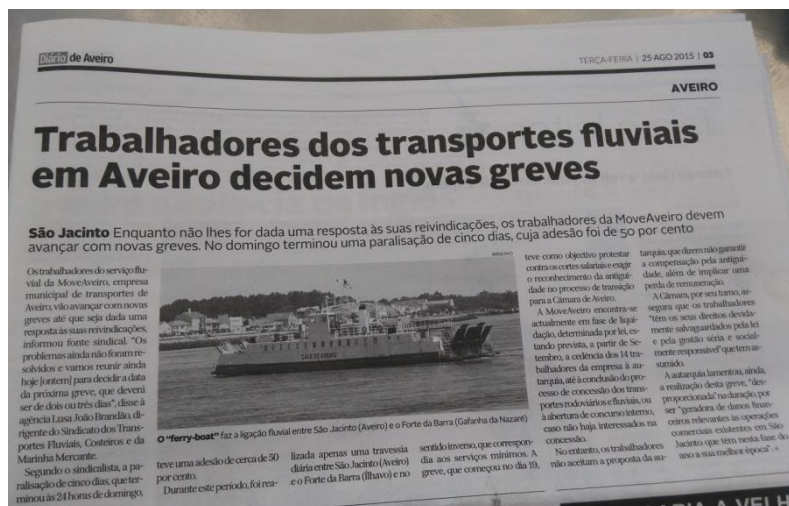 Diário de Aveiro
TERÇA-FEIRA | 25 AGO 2015 | 03
AVEIRO
Trabalhadores dos transportes fluviais
em Aveiro decidem novas greves
São Jacinto Enquanto não lhes for dada uma resposta às suas reivindicações, os trabalhadores da MoveAveiro devem
avançar com novas greves. No domingo terminou uma paralisação de cinco dias, cuja adesão foi de 50 por cento
Os trabalhadores do serviço flu-
vial da MoveAveiro, empresa
municipal de transportes de
Aveiro, vão avançar com novas
greves até que seja dada uma
resposta às suas reivindicações,
informou fonte sindical. "Os
problemas ainda não foram re-
solvidos e vamos reunir ainda
hoje [ontem] para decidir a data
da próxima greve, que deverá
ser de dois ou três dias", disse à
agência Lusa João Brandão, di-
rigente do Sindicato dos Trans-
portes Fluviais, Costeiros e da
Marinha Mercante.
Segundo o sindicalista, a pa-
ralisação de cinco dias, que ter-
minou às 24 horas de domingo,
ARQUIVO
CALE DE AVEIRO
O "ferry-boat" faz a ligação fluvial entre São Jacinto (Aveiro) e o Forte da Barra (Gafanha da Nazaré)
teve uma adesão de cerca de 50
por cento.
Durante este período, foi rea-
lizada apenas uma travessia
diária entre São Jacinto (Aveiro)
e o Forte da Barra (Ílhavo) e no
sentido inverso, que correspon-
dia aos serviços mínimos. A
greve, que começou no dia 19,
teve como objectivo protestar
contra os cortes salariais e exigir
o reconhecimento da antigui-
dade no processo de transição
para a Câmara de Aveiro.
A MoveAveiro encontra-se
actualmente em fase de liqui-
dação, determinada por lei, es-
tando prevista, a partir de Se-
tembro, a cedência dos 14 tra-
balhadores da empresa à au-
tarquia, até à conclusão do pro-
cesso de concessão dos trans-
portes rodoviários e fluviais, ou
à abertura de concurso interno,
caso não haja interessados na
concessão.
No entanto, os trabalhadores
não aceitam a proposta da au-
tarquia, que dizem não garantir
a compensação pela antigui-
dade, além de implicar uma
perda de remuneração.
A Câmara, por seu turno, as-
segura que os trabalhadores
"têm os seus direitos devida-
mente salvaguardados pela lei
e pela gestão séria e social-
mente responsável" que tem as-
sumido.
A autarquia lamentou, ainda,
a realização desta greve, "des-
proporcionada" na duração, por
ser "geradora de danos finan-
ceiros relevantes às operações
comerciais existentes em São
Jacinto que têm nesta fase do
ano a sua melhor época".